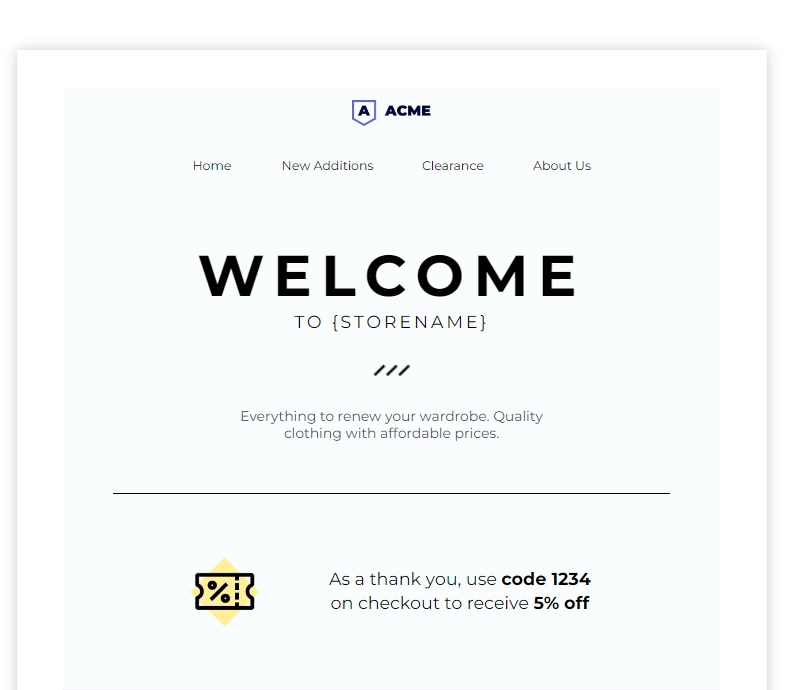 A ACME
Home New Additions Clearance About Us
WELCOME
TO {STORENAME}
Everything to renew your wardrobe. Quality
clothing with affordable prices.
As a thank you, use code 1234
on checkout to receive 5% off